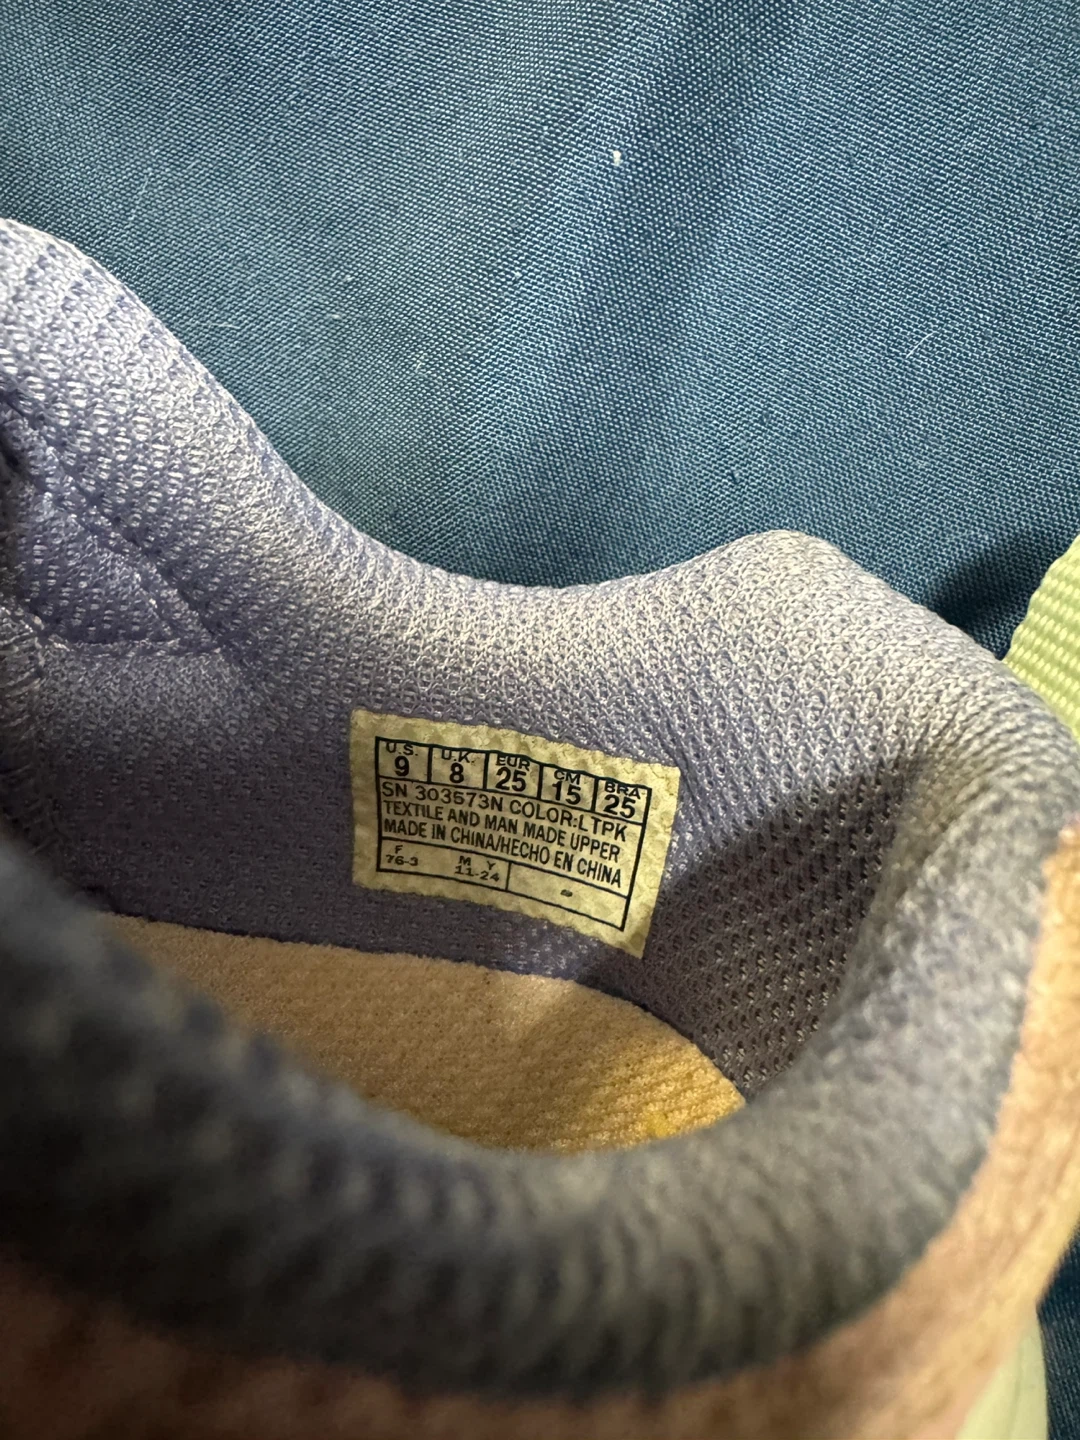 U.S. U.K. EUR CM BRA
9 8 25 15 25
SN 303573N COLOR:LTPK
TEXTILE AND MAN MADE UPPER
MADE IN CHINA/HECHO EN CHINA
F M Y
76-3 11-24